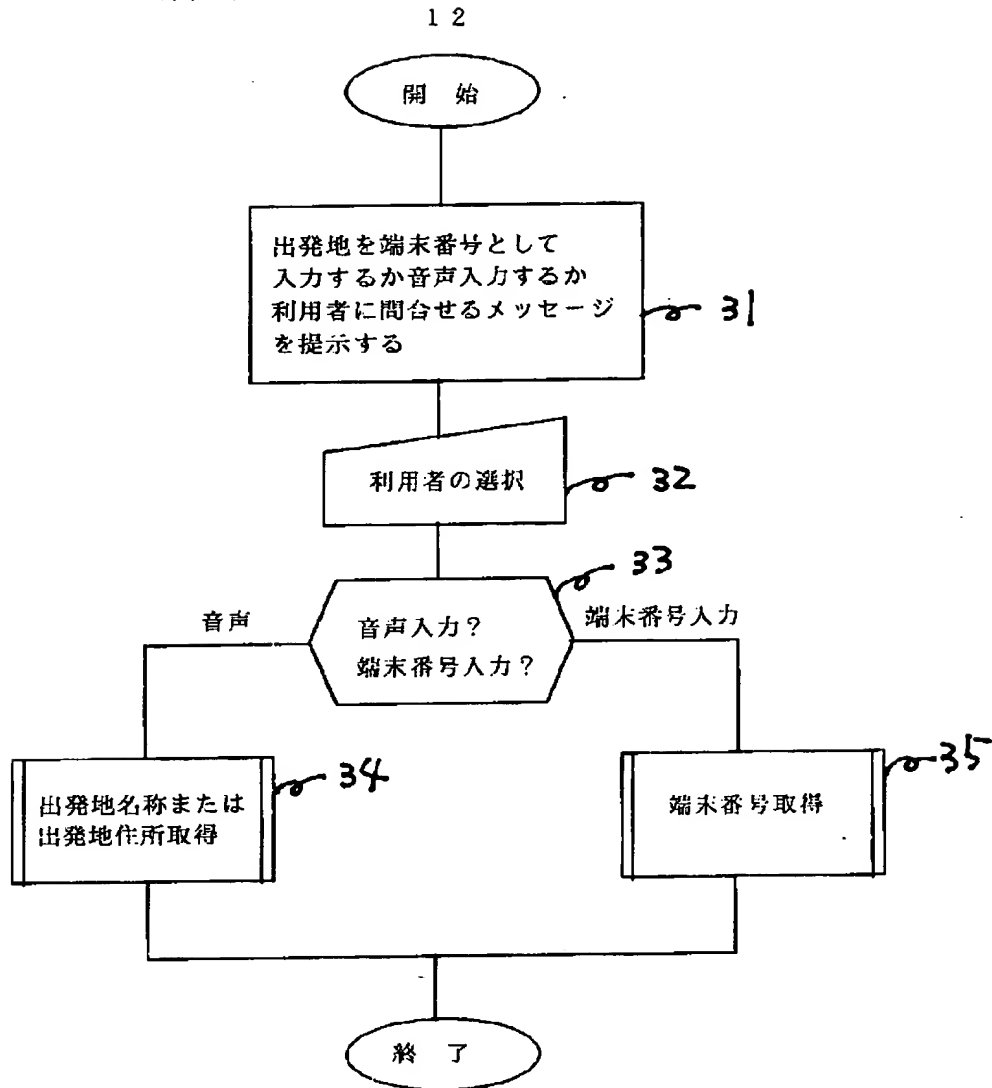 12
開 始
出発地を端末番号として
入力するか音声入力するか
利用者に問合せるメッセージ
を提示する
31
利用者の選択
32
33
音声
音声入力？
端末番号入力？
端末番号入力
34
出発地名称または
出発地住所取得
35
端末番号取得
終 了